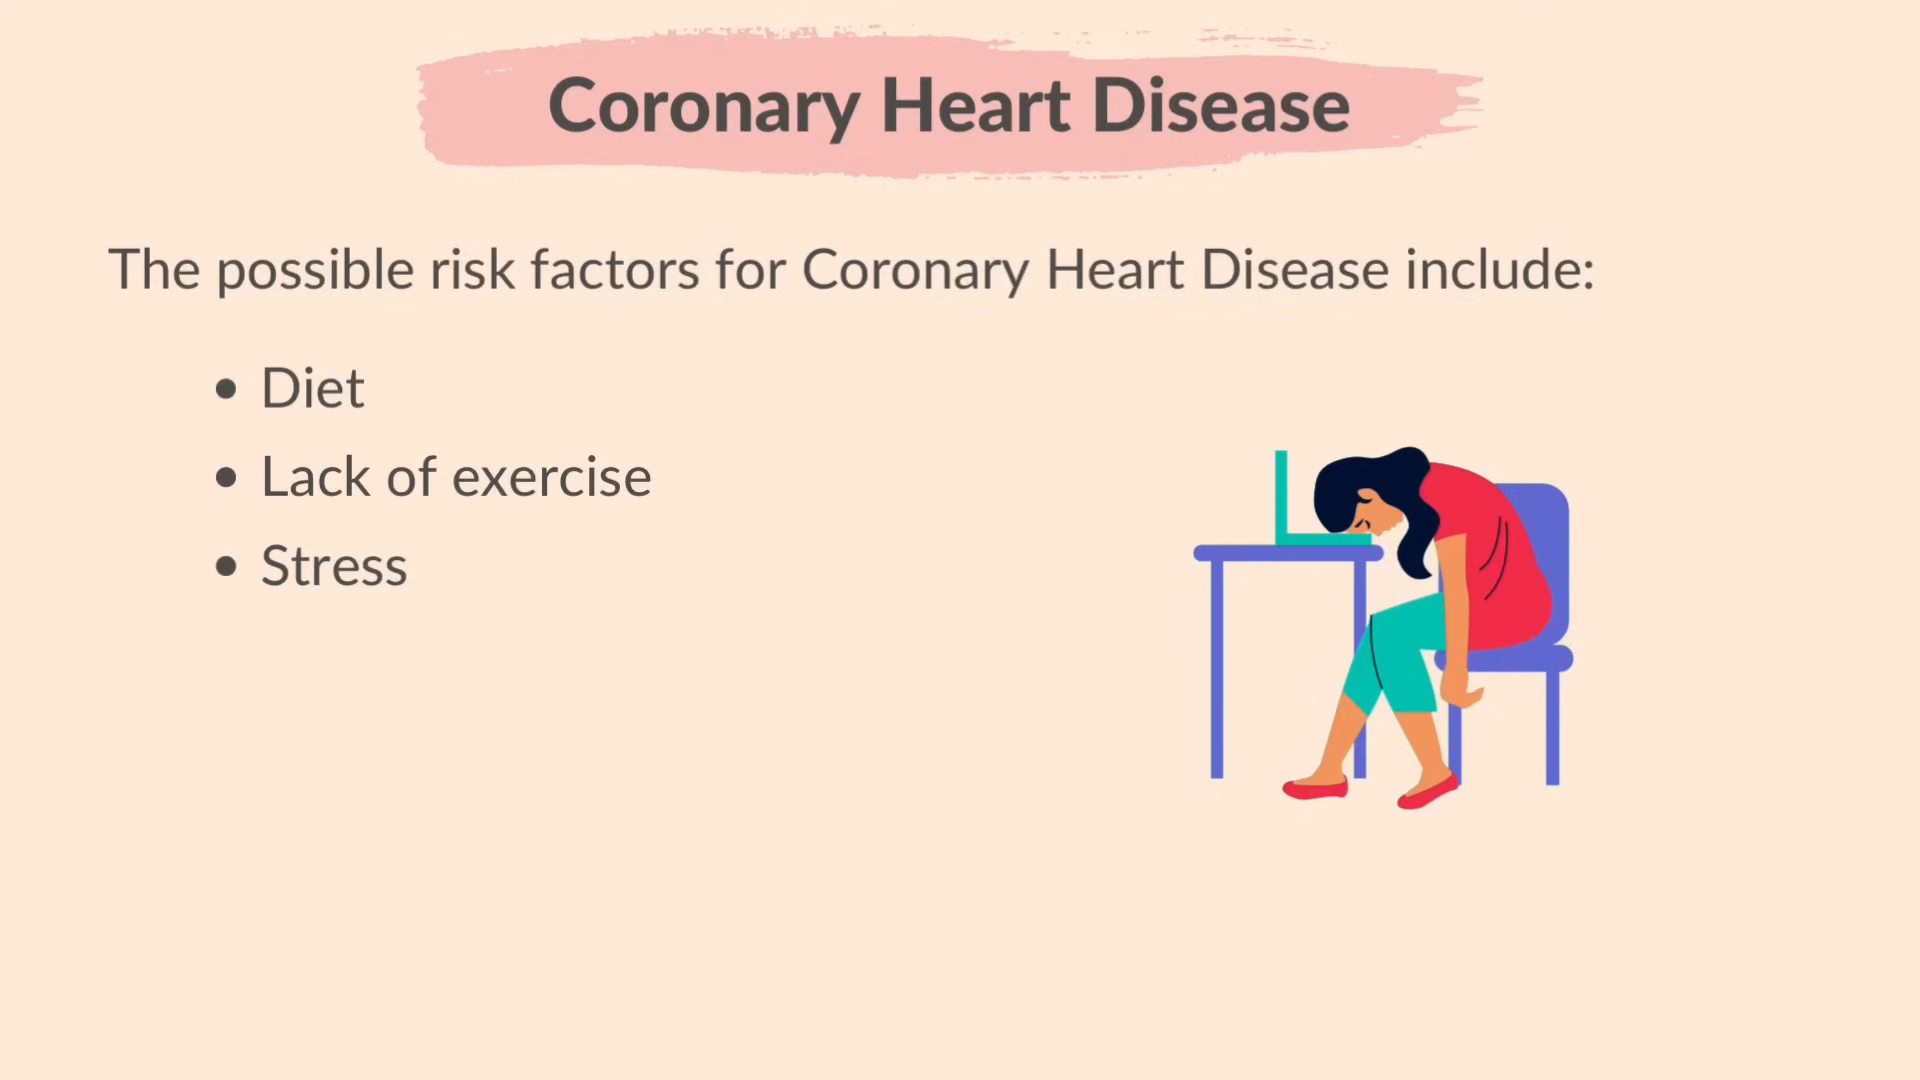 Coronary Heart Disease
The possible risk factors for Coronary Heart Disease include:
• Diet
• Lack of exercise
• Stress